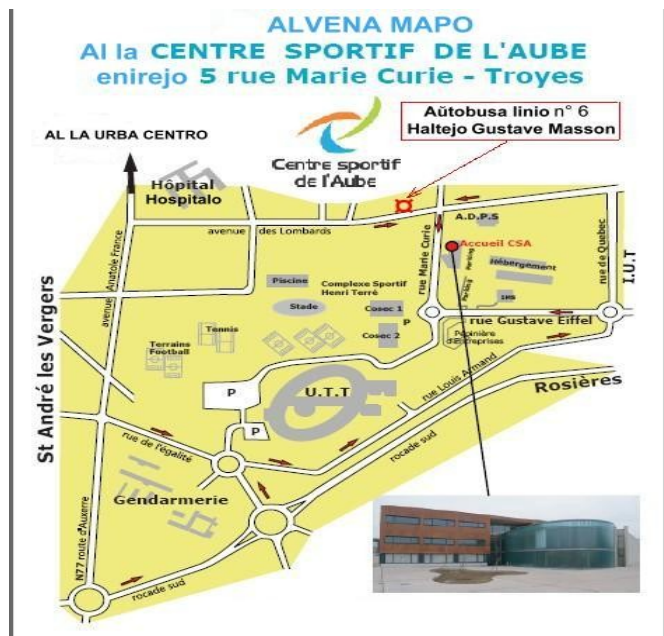 ALVENA MAPO
Al la CENTRE SPORTIF DE L'AUBE
enirejo 5 rue Marie Curie - Troyes
Aŭtobusa linio n° 6
Haltejo Gustave Masson
AL LA URBA CENTRO
Centre sportif
de l'Aube
Hôpital
Hospitalo
A.D.P.S
avenue des Lombards
Accueil CSA
rue Marie Curie
Parking
Parking
Hébergement
rue de Quebec
I.U.T
avenue Anatole France
Piscine
Complexe Sportif
Henri Terré
Stade
Cosec 1
IPS
P
rue Gustave Eiffel
Cosec 2
Pépinière
d'Entreprises
Tennis
Terrains
Football
St André les Vergers
P
U.T.T
rue Louis Armand
Rosières
P
rue de l'égalité
rocade sud
Gendarmerie
N77 route d'Auxerre
rocade sud